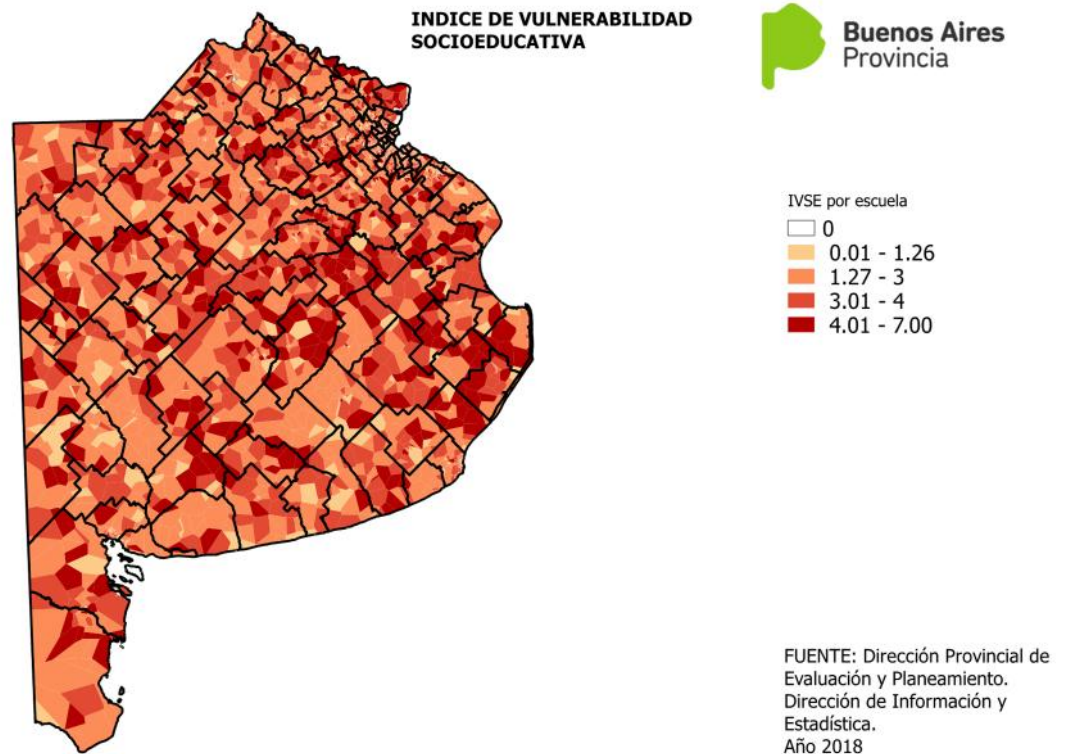 INDICE DE VULNERABILIDAD
SOCIOEDUCATIVA
Buenos Aires
Provincia
IVSE por escuela
0
0.01 - 1.26
1.27 - 3
3.01 - 4
4.01 - 7.00
FUENTE: Dirección Provincial de
Evaluación y Planeamiento.
Dirección de Información y
Estadística.
Año 2018